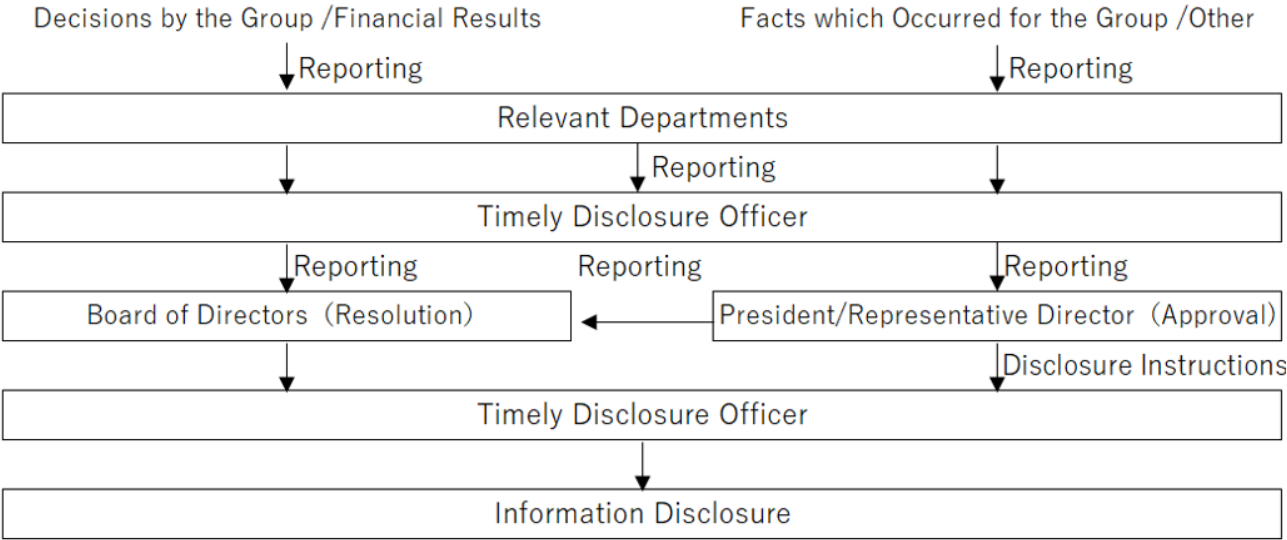 Decisions by the Group /Financial Results
Facts which Occurred for the Group /Other
Reporting
Reporting
Relevant Departments
Reporting
Timely Disclosure Officer
Reporting
Reporting
Reporting
Board of Directors（Resolution）
President/Representative Director（Approval）
Disclosure Instructions
Timely Disclosure Officer
Information Disclosure